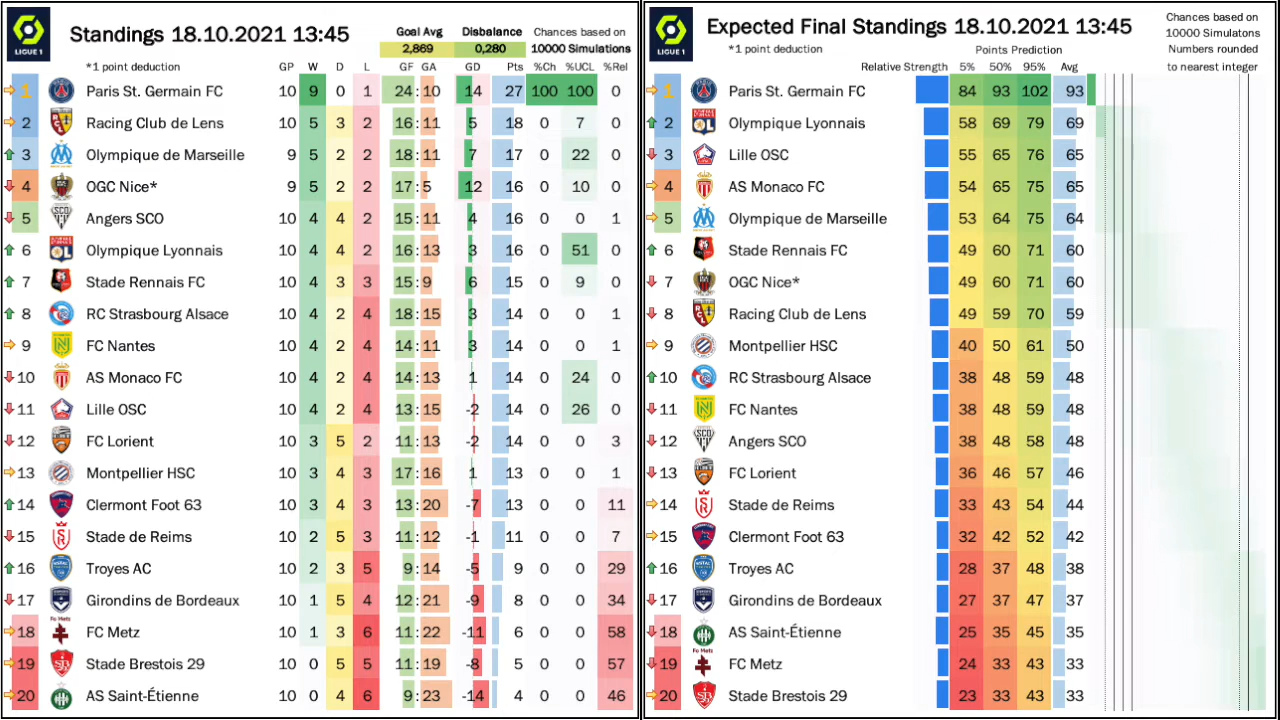 LIGUE 1
Standings 18.10.2021 13:45
Goal Avg Disbalance Chances based on
2,869 0,280 10000 Simulations
*1 point deduction GP W D L GF GA GD Pts %Ch %UCL %Rel
1 Paris St. Germain FC 10 9 0 1 24:10 14 27 100 100 0
2 Racing Club de Lens 10 5 3 2 16:11 5 18 0 7 0
3 Olympique de Marseille 9 5 2 2 18:11 7 17 0 22 0
4 OGC Nice* 9 5 2 2 17:5 12 16 0 10 0
5 Angers SCO 10 4 4 2 15:11 4 16 0 0 1
6 Olympique Lyonnais 10 4 4 2 16:13 3 16 0 51 0
7 Stade Rennais FC 10 4 3 3 15:9 6 15 0 9 0
8 RC Strasbourg Alsace 10 4 2 4 18:15 3 14 0 0 1
9 FC Nantes 10 4 2 4 14:11 3 14 0 0 1
10 AS Monaco FC 10 4 2 4 14:13 1 14 0 24 0
11 Lille OSC 10 4 2 4 13:15 -2 14 0 26 0
12 FC Lorient 10 3 5 2 11:13 -2 14 0 0 3
13 Montpellier HSC 10 3 4 3 17:16 1 13 0 0 1
14 Clermont Foot 63 10 3 4 3 13:20 -7 13 0 0 11
15 Stade de Reims 10 2 5 3 11:12 -1 11 0 0 7
16 Troyes AC 10 2 3 5 9:14 -5 9 0 0 29
17 Girondins de Bordeaux 10 1 5 4 12:21 -9 8 0 0 34
18 FC Metz 10 1 3 6 11:22 -11 6 0 0 58
19 Stade Brestois 29 10 0 5 5 11:19 -8 5 0 0 57
20 AS Saint-Étienne 10 0 4 6 9:23 -14 4 0 0 46
LIGUE 1
Expected Final Standings 18.10.2021 13:45
Chances based on
10000 Simulatons
Numbers rounded
to nearest integer
*1 point deduction Points Prediction
Relative Strength 5% 50% 95% Avg
1 Paris St. Germain FC 84 93 102 93
2 Olympique Lyonnais 58 69 79 69
3 Lille OSC 55 65 76 65
4 AS Monaco FC 54 65 75 65
5 Olympique de Marseille 53 64 75 64
6 Stade Rennais FC 49 60 71 60
7 OGC Nice* 49 60 71 60
8 Racing Club de Lens 49 59 70 59
9 Montpellier HSC 40 50 61 50
10 RC Strasbourg Alsace 38 48 59 48
11 FC Nantes 38 48 59 48
12 Angers SCO 38 48 58 48
13 FC Lorient 36 46 57 46
14 Stade de Reims 33 43 54 44
15 Clermont Foot 63 32 42 52 42
16 Troyes AC 28 37 48 38
17 Girondins de Bordeaux 27 37 47 37
18 AS Saint-Étienne 25 35 45 35
19 FC Metz 24 33 43 33
20 Stade Brestois 29 23 33 43 33